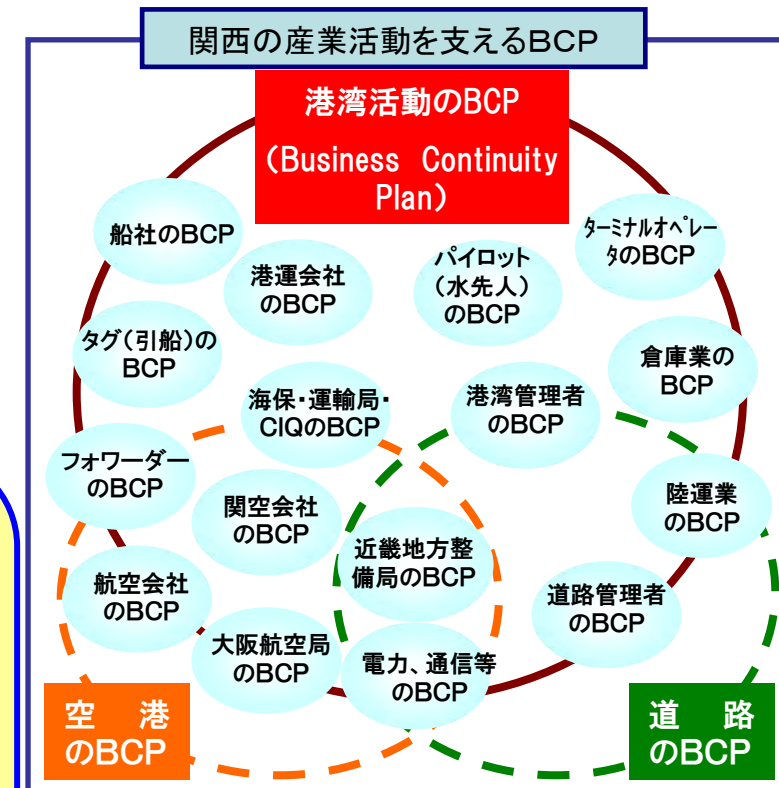 関西の産業活動を支えるBCP
港湾活動のBCP
（Business Continuity
Plan）
船社のBCP
ﾀｰﾐﾅﾙｵﾍﾟﾚｰ
ﾀのBCP
港運会社
のBCP
パイロット
（水先人）
のBCP
タグ（引船）の
BCP
倉庫業の
BCP
海保・運輸局・
CIQのBCP
港湾管理者
のBCP
フォワーダー
のBCP
陸運業
のBCP
関空会社
のBCP
近畿地方整
備局のBCP
航空会社
のBCP
道路管理者
のBCP
大阪航空局
のBCP
電力、通信等
のBCP
空　港
のBCP
道　路
のBCP